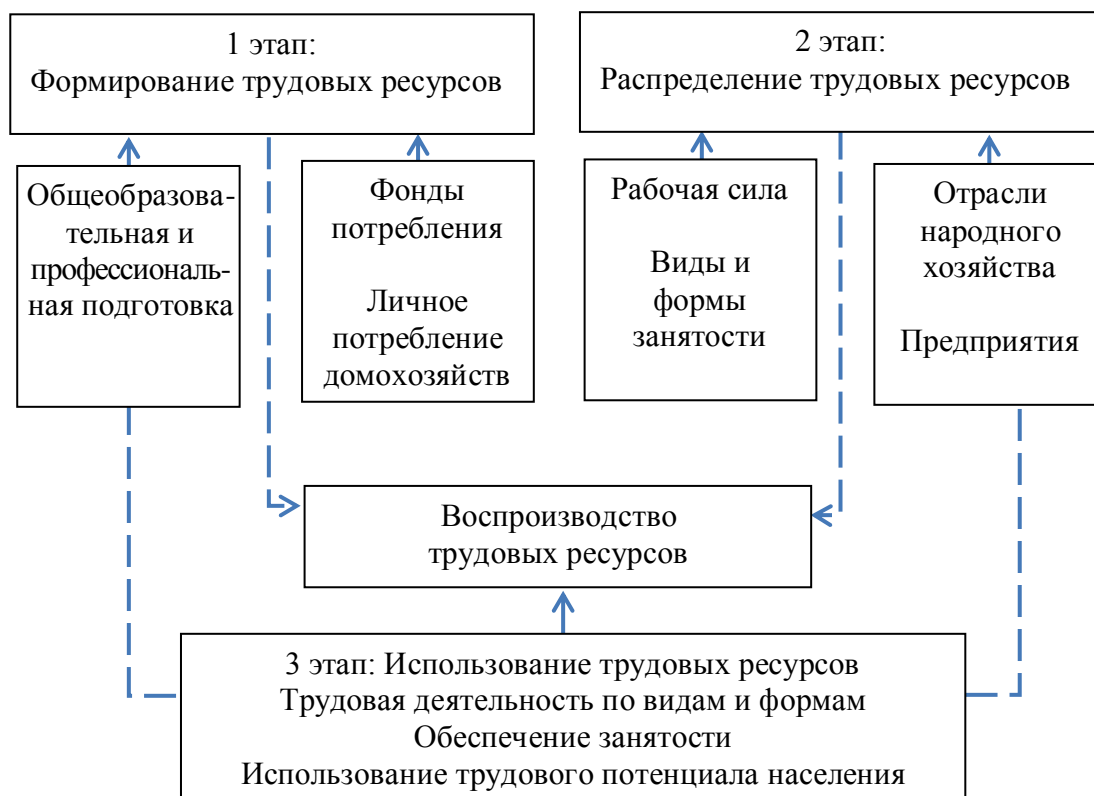 1 этап:
Формирование трудовых ресурсов
2 этап:
Распределение трудовых ресурсов
Общеобразова-
тельная и
профессиональ-
ная подготовка
Фонды
потребления
Личное
потребление
домохозяйств
Рабочая сила
Виды и
формы
занятости
Отрасли
народного
хозяйства
Предприятия
Воспроизводство
трудовых ресурсов
3 этап: Использование трудовых ресурсов
Трудовая деятельность по видам и формам
Обеспечение занятости
Использование трудового потенциала населения